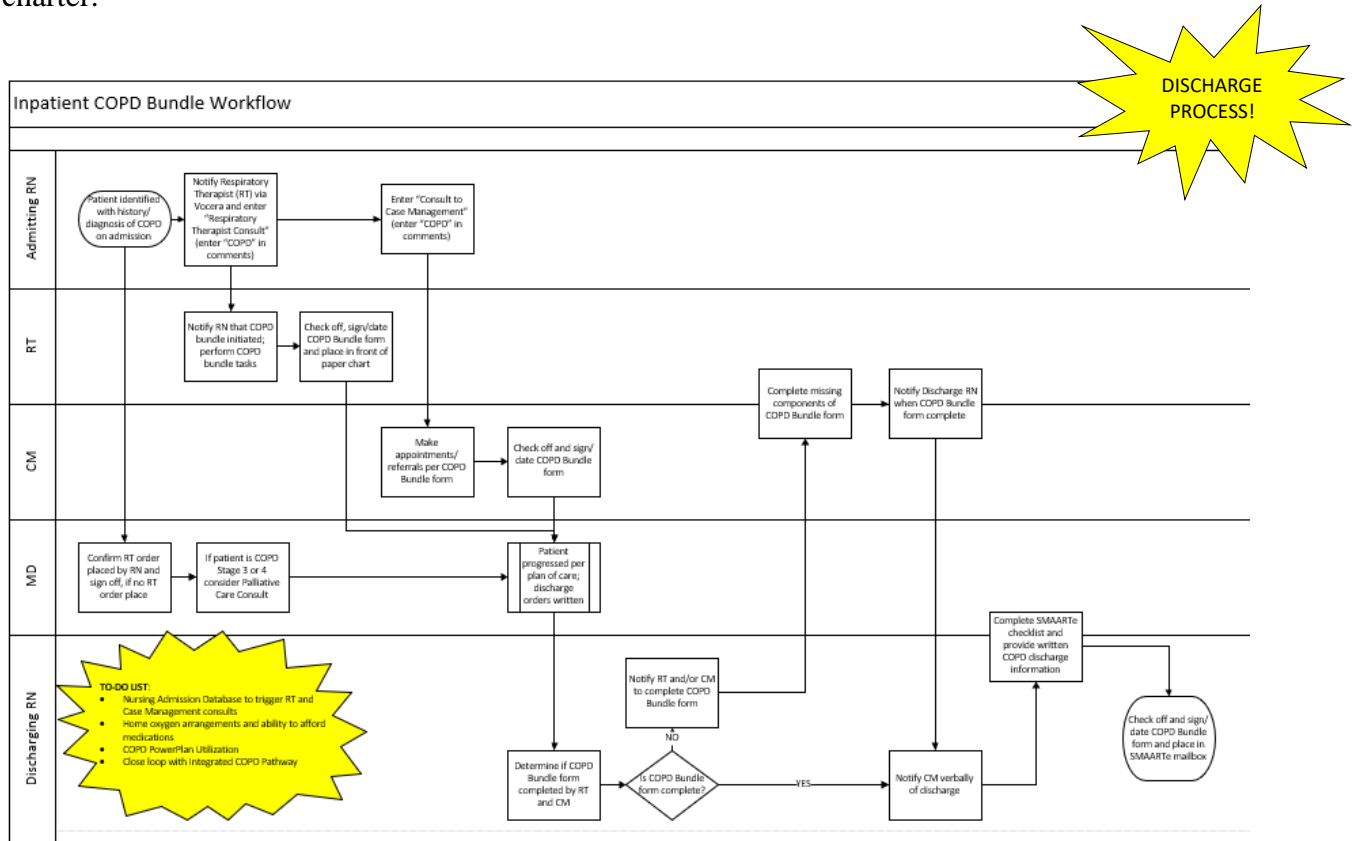 charter.
DISCHARGE
PROCESS!
Inpatient COPD Bundle Workflow
Admitting RN
Patient identified
with history/
diagnosis of COPD
on admission
Notify Respiratory
Therapist (RT) via
Vocera and enter
"Respiratory
Therapist Consult"
(enter "COPD" in
comments)
Enter "Consult to
Case Management"
(enter "COPD" in
comments)
RT
Notify RN that COPD
bundle initiated;
perform COPD
bundle tasks
Check off, sign/date
COPD Bundle form
and place in front of
paper chart
Complete missing
components of
COPD Bundle form
Notify Discharge RN
when COPD Bundle
form complete
CM
Make
appointments/
referrals per COPD
Bundle form
Check off and sign/
date COPD Bundle
form
MD
Confirm RT order
placed by RN and
sign off, if no RT
order place
If patient is COPD
Stage 3 or 4
consider Palliative
Care Consult
Patient
progressed per
plan of care;
discharge
orders written
Discharging RN
TO-DO LIST:
• Nursing Admission Database to trigger RT and
Case Management consults
• Home oxygen arrangements and ability to afford
medications
• COPD PowerPlan Utilization
• Close loop with Integrated COPD Pathway
Determine if COPD
Bundle form
completed by RT
and CM
Is COPD Bundle
form complete?
NO
Notify RT and/or CM
to complete COPD
Bundle form
YES
Notify CM verbally
of discharge
Complete SMAARTe
checklist and
provide written
COPD discharge
information
Check off and sign/
date COPD Bundle
form and place in
SMAARTe mailbox